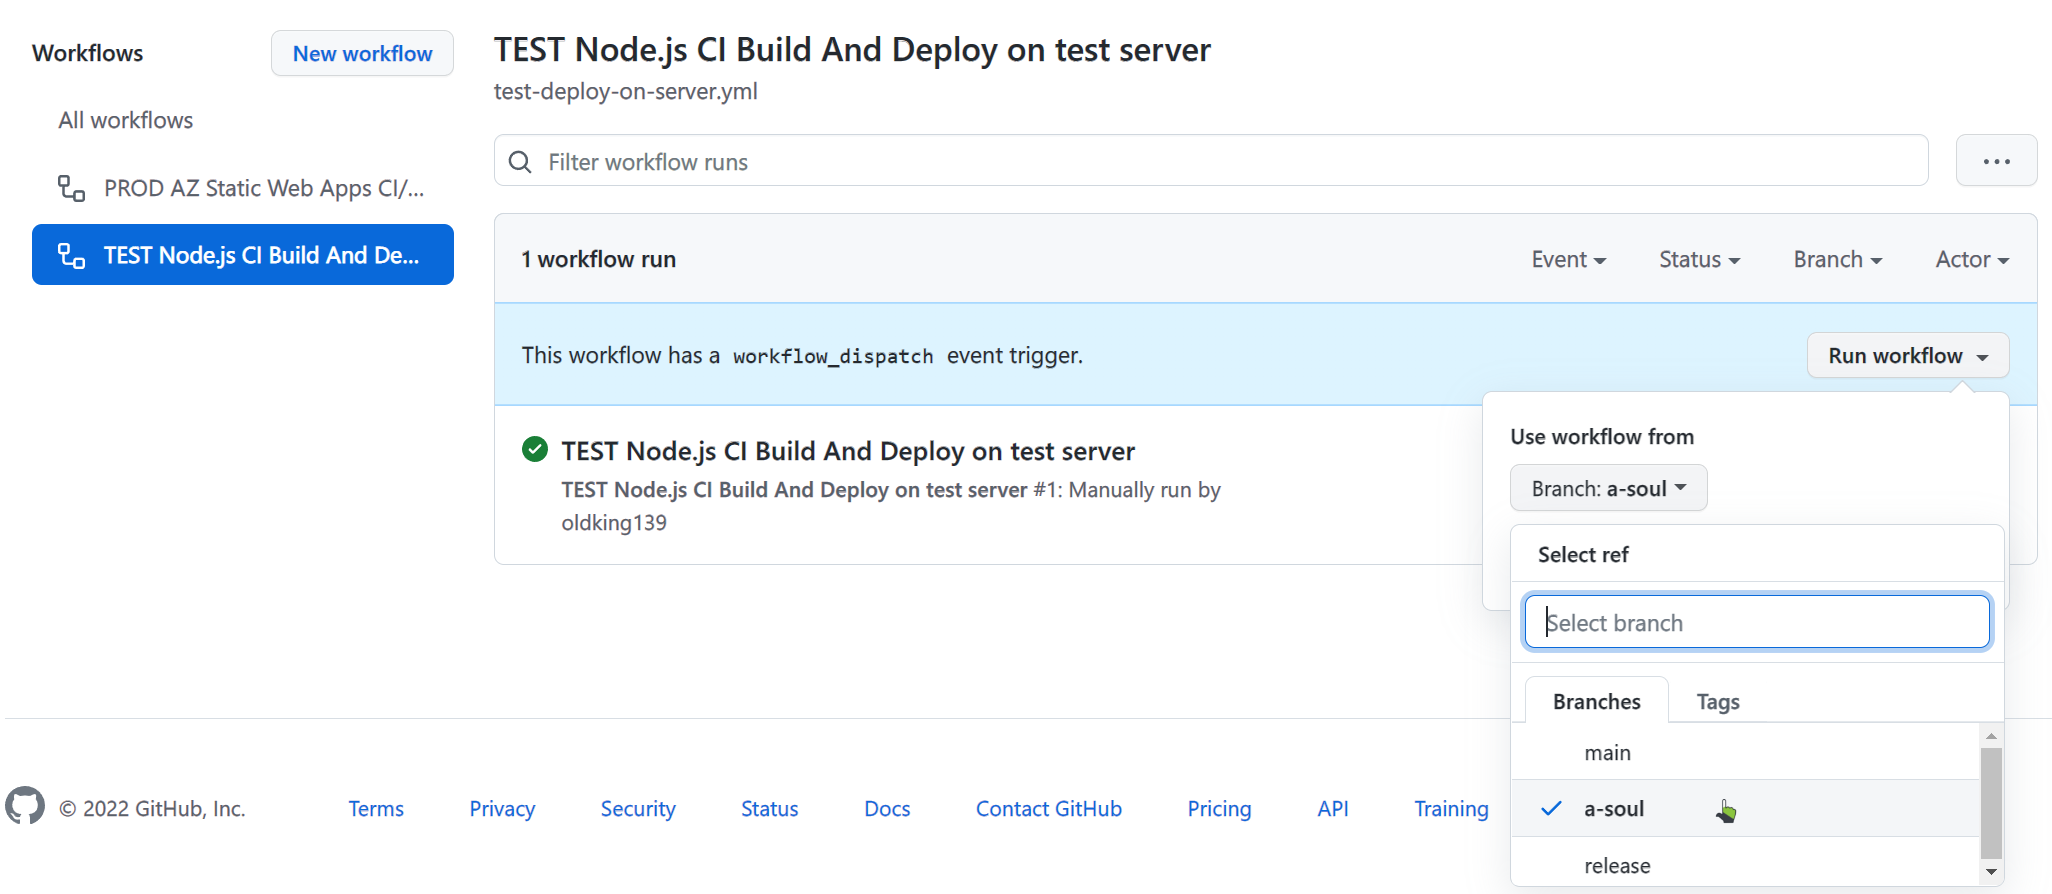 Workflows
New workflow
All workflows
PROD AZ Static Web Apps CI/...
TEST Node.js CI Build And De...
TEST Node.js CI Build And Deploy on test server
test-deploy-on-server.yml
Filter workflow runs
...
1 workflow run
Event
Status
Branch
Actor
This workflow has a workflow_dispatch event trigger.
Run workflow
TEST Node.js CI Build And Deploy on test server
TEST Node.js CI Build And Deploy on test server #1: Manually run by
oldking139
Use workflow from
Branch: a-soul
Select ref
Select branch
Branches
Tags
main
a-soul
release
© 2022 GitHub, Inc.
Terms
Privacy
Security
Status
Docs
Contact GitHub
Pricing
API
Training